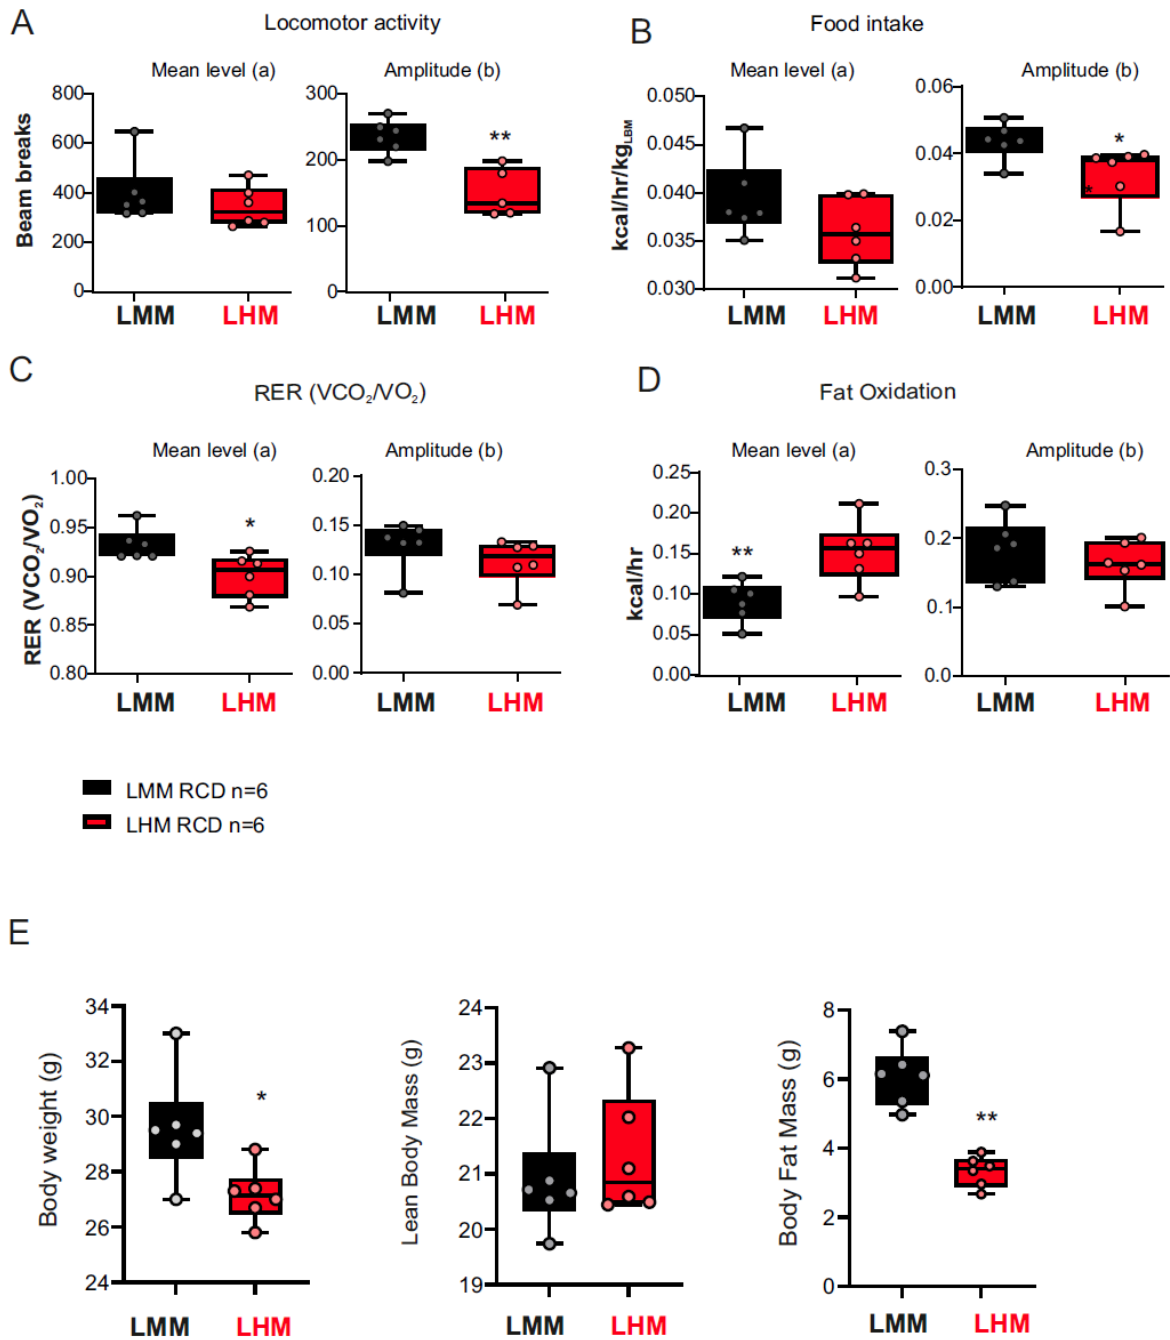 A
Locomotor activity
Mean level (a)
Amplitude (b)
Beam breaks
800
600
400
200
0
300
200
100
0
**
LMM
LHM
LMM
LHM
B
Food intake
Mean level (a)
Amplitude (b)
kcal/hr/kgLBM
0.050
0.045
0.040
0.035
0.030
0.06
0.04
0.02
0.00
*
*
LMM
LHM
LMM
LHM
C
RER (VCO₂/VO₂)
Mean level (a)
Amplitude (b)
RER (VCO₂/VO₂)
1.00
0.95
0.90
0.85
0.80
*
0.20
0.15
0.10
0.05
0.00
LMM
LHM
LMM
LHM
D
Fat Oxidation
Mean level (a)
Amplitude (b)
kcal/hr
0.25
0.20
0.15
0.10
0.05
0.00
**
0.3
0.2
0.1
0.0
LMM
LHM
LMM
LHM
LMM RCD n=6
LHM RCD n=6
E
Body weight (g)
34
32
30
28
26
24
*
LMM
LHM
Lean Body Mass (g)
24
23
22
21
20
19
LMM
LHM
Body Fat Mass (g)
8
6
4
2
0
**
LMM
LHM